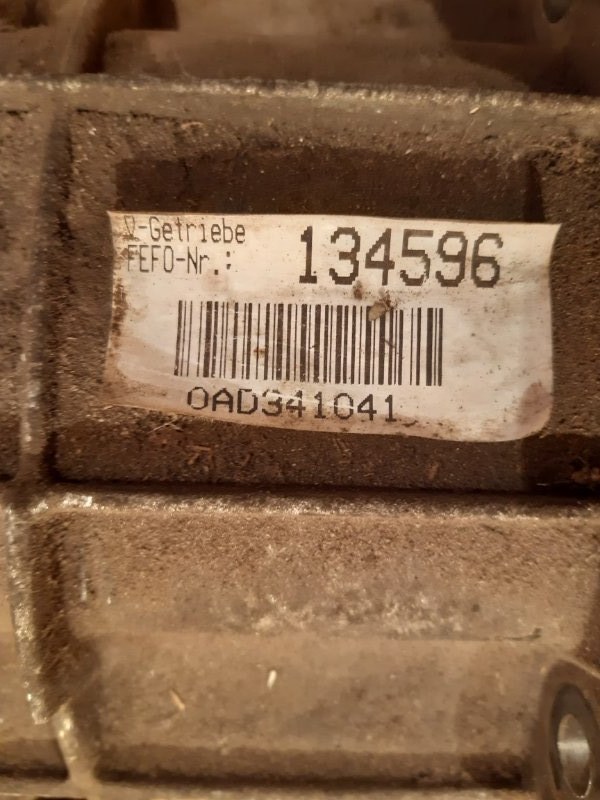 V-Getriebe
FEFO-Nr.:
134596
0AD341041